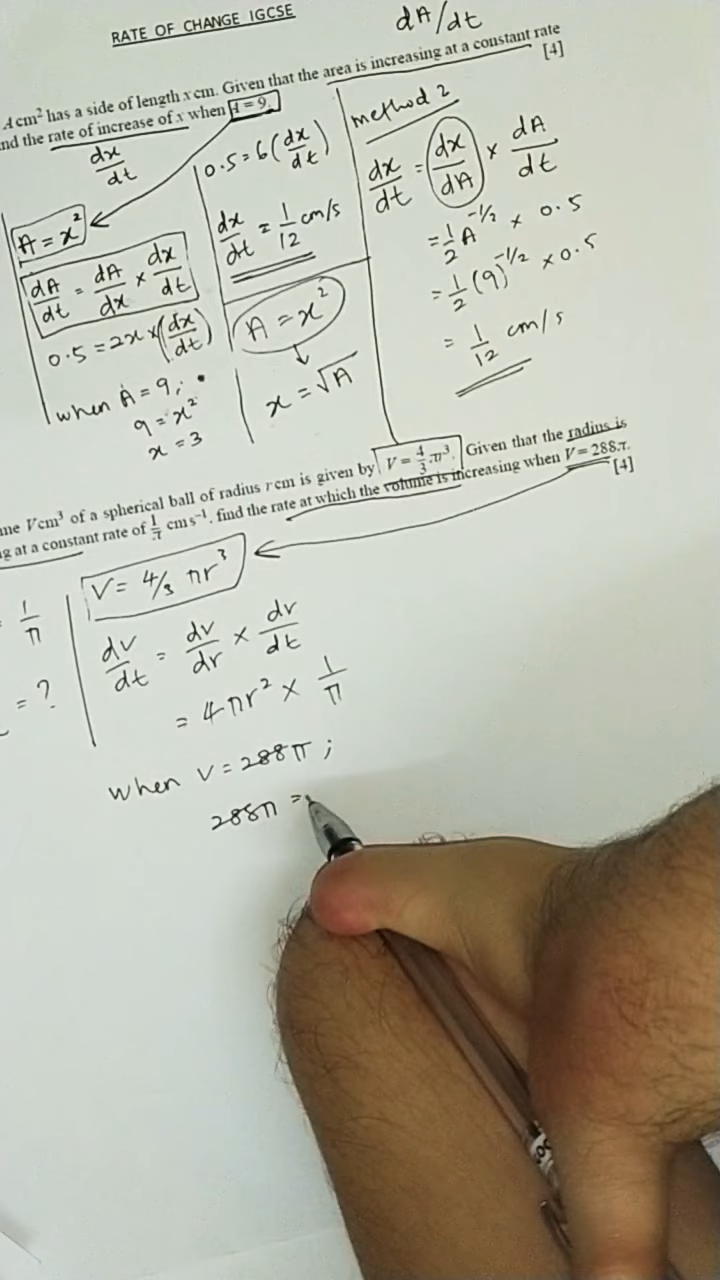 RATE OF CHANGE IGCSE
dA/dt
A cm² has a side of length x cm. Given that the area is increasing at a constant rate
nd the rate of increase of x when A = 9.
[4]
dx/dt
A = x²
dA/dt = dA/dx × dx/dt
0.5 = 2x × (dx/dt)
when A = 9;
9 = x²
x = 3
0.5 = 6 (dx/dt)
dx/dt = 1/12 cm/s
A = x²
x = √A
method 2
dx/dt = dx/dA × dA/dt
= 1/2 A^-1/2 × 0.5
= 1/2 (9)^-1/2 × 0.5
= 1/12 cm/s
me V cm³ of a spherical ball of radius r cm is given by V = 4/3 πr³. Given that the radius is
g at a constant rate of 1/π cm s⁻¹, find the rate at which the volume is increasing when V = 288π.
[4]
1/π
= ?
V = 4/3 πr³
dv/dt = dv/dr × dr/dt
= 4πr² × 1/π
when V = 288π ;
288π =